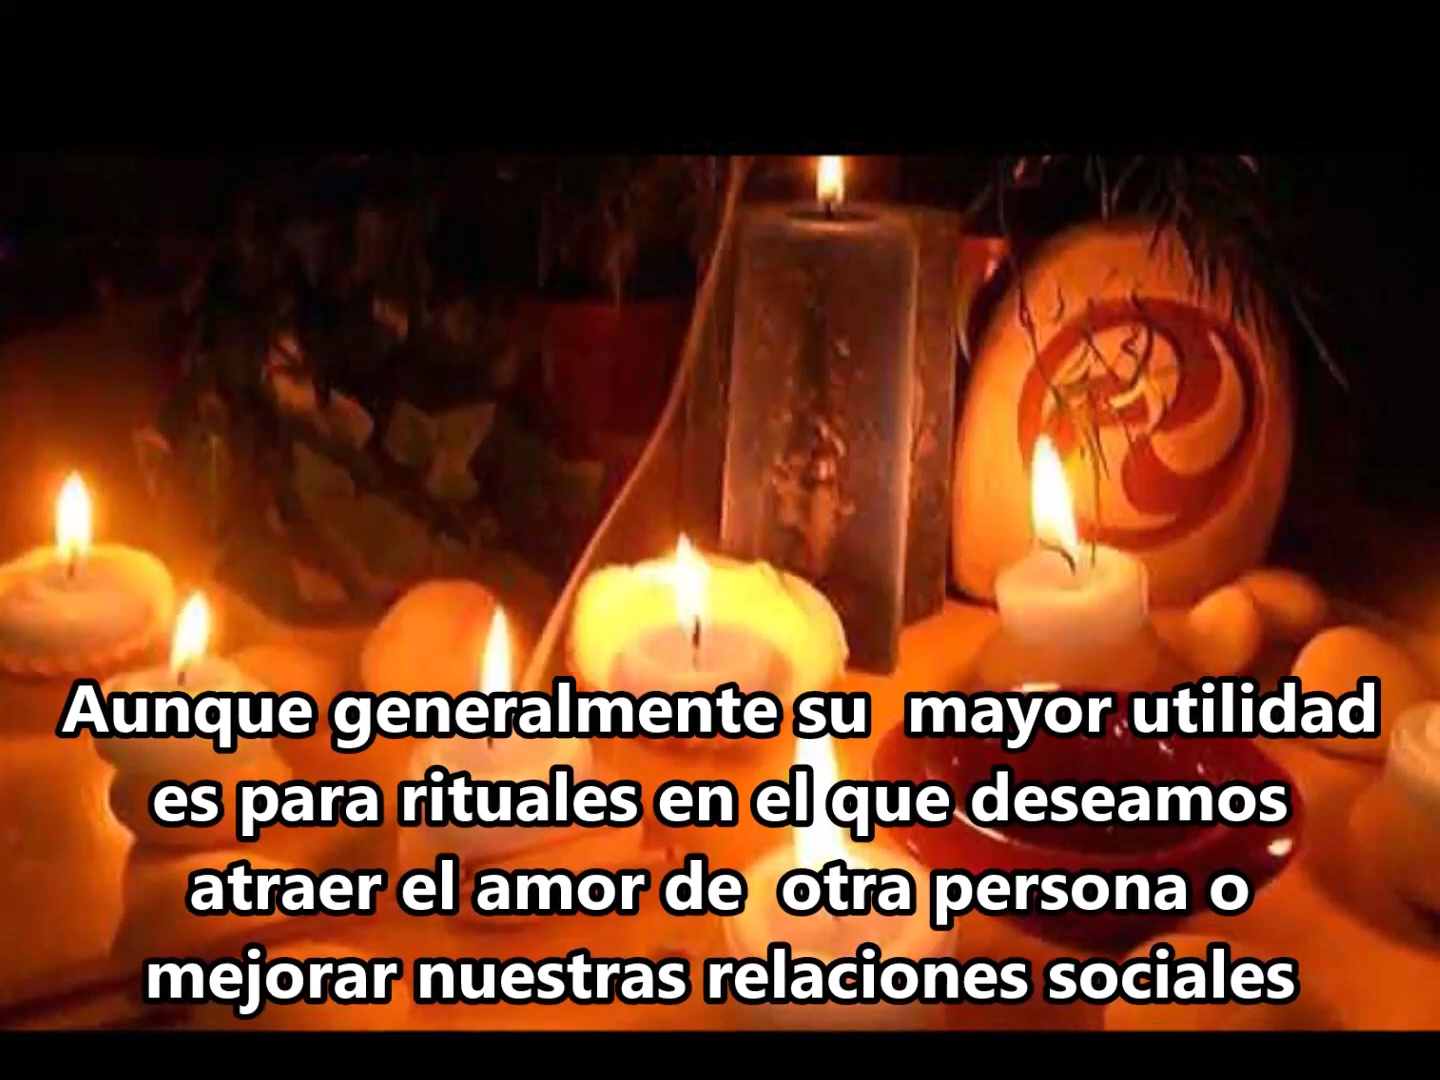 Aunque generalmente su  mayor utilidad
es para rituales en el que deseamos
atraer el amor de  otra persona o
mejorar nuestras relaciones sociales